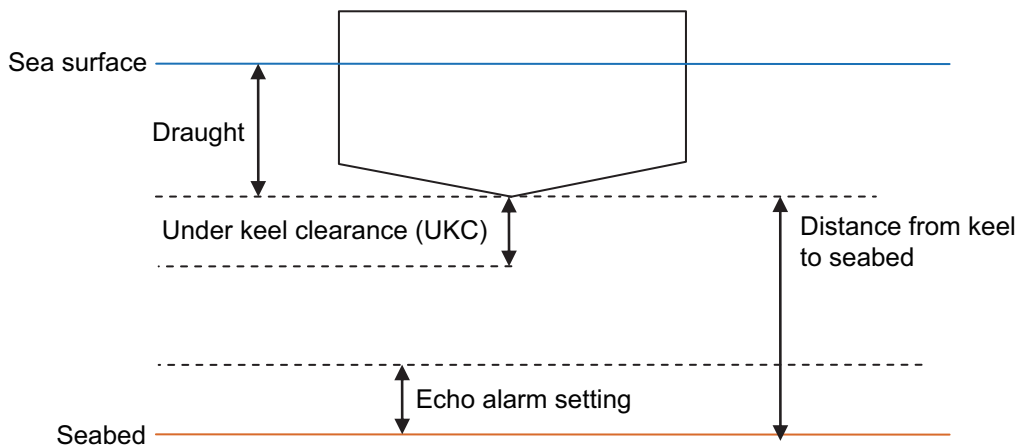 Sea surface
Draught
Under keel clearance (UKC)
Distance from keel
to seabed
Echo alarm setting
Seabed